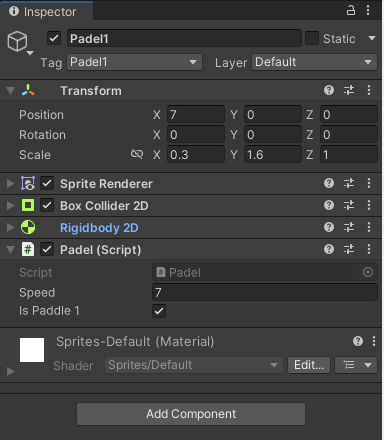 Inspector
Padel1
Static
Tag Padel1 Layer Default
Transform
Position X 7 Y 0 Z 0
Rotation X 0 Y 0 Z 0
Scale X 0.3 Y 1.6 Z 1
Sprite Renderer
Box Collider 2D
Rigidbody 2D
# Padel (Script)
Script # Padel
Speed 7
Is Paddle 1
Sprites-Default (Material)
Shader Sprites/Default Edit...
Add Component